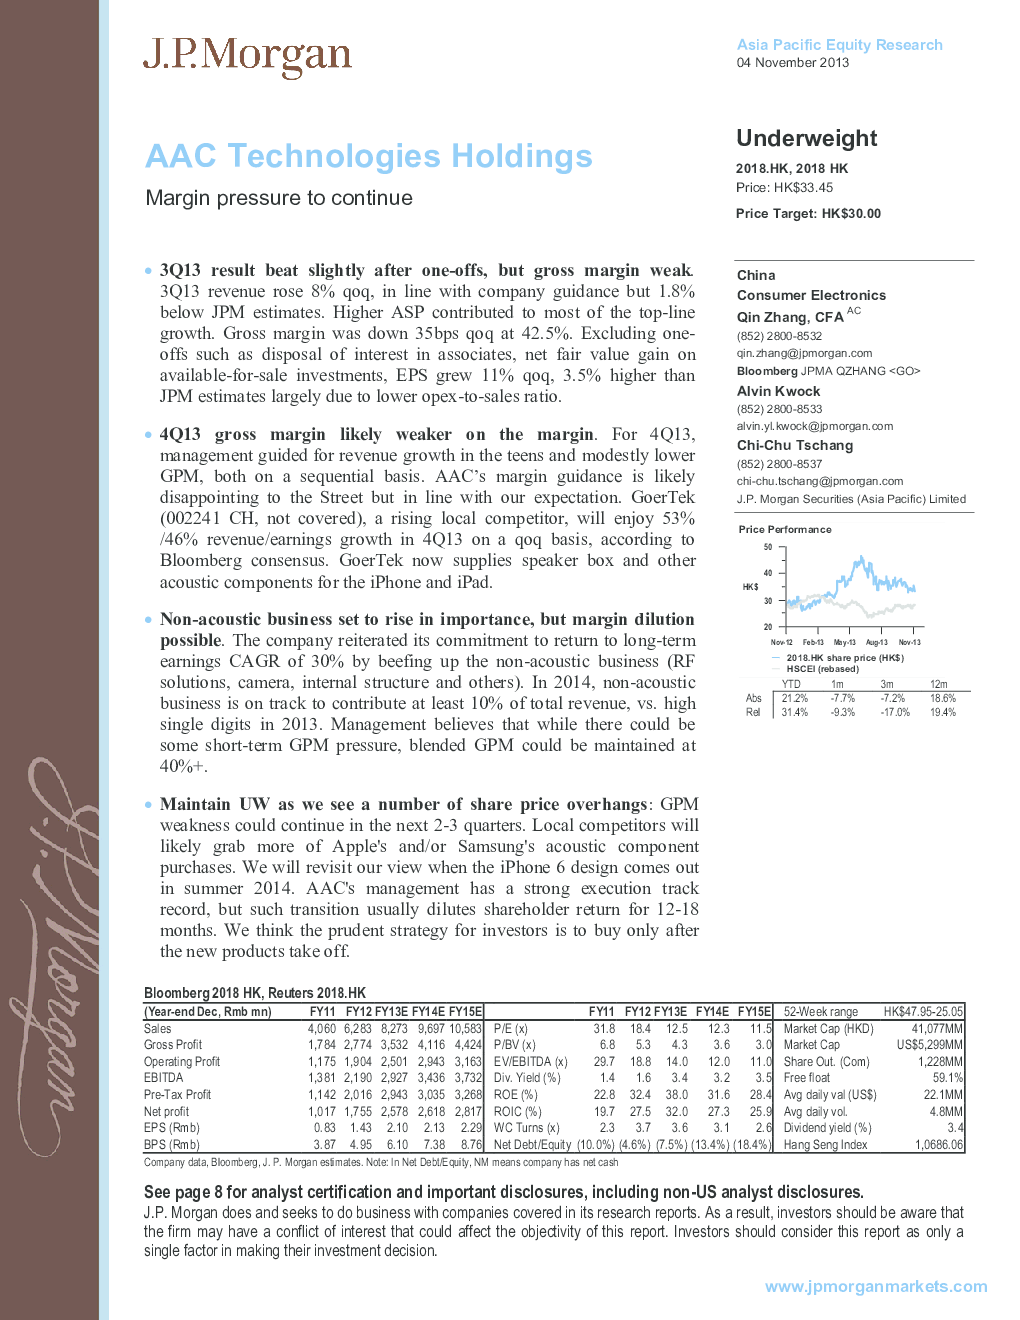 J.P.Morgan
Asia Pacific Equity Research
04 November 2013
AAC Technologies Holdings
Margin pressure to continue
Underweight
2018.HK, 2018 HK
Price: HK$33.45
Price Target: HK$30.00
• 3Q13 result beat slightly after one-offs, but gross margin weak.
3Q13 revenue rose 8% qoq, in line with company guidance but 1.8%
below JPM estimates. Higher ASP contributed to most of the top-line
growth. Gross margin was down 35bps qoq at 42.5%. Excluding one-
offs such as disposal of interest in associates, net fair value gain on
available-for-sale investments, EPS grew 11% qoq, 3.5% higher than
JPM estimates largely due to lower opex-to-sales ratio.
• 4Q13 gross margin likely weaker on the margin. For 4Q13,
management guided for revenue growth in the teens and modestly lower
GPM, both on a sequential basis. AAC’s margin guidance is likely
disappointing to the Street but in line with our expectation. GoerTek
(002241 CH, not covered), a rising local competitor, will enjoy 53%
/46% revenue/earnings growth in 4Q13 on a qoq basis, according to
Bloomberg consensus. GoerTek now supplies speaker box and other
acoustic components for the iPhone and iPad.
• Non-acoustic business set to rise in importance, but margin dilution
possible. The company reiterated its commitment to return to long-term
earnings CAGR of 30% by beefing up the non-acoustic business (RF
solutions, camera, internal structure and others). In 2014, non-acoustic
business is on track to contribute at least 10% of total revenue, vs. high
single digits in 2013. Management believes that while there could be
some short-term GPM pressure, blended GPM could be maintained at
40%+.
• Maintain UW as we see a number of share price overhangs: GPM
weakness could continue in the next 2-3 quarters. Local competitors will
likely grab more of Apple's and/or Samsung's acoustic component
purchases. We will revisit our view when the iPhone 6 design comes out
in summer 2014. AAC's management has a strong execution track
record, but such transition usually dilutes shareholder return for 12-18
months. We think the prudent strategy for investors is to buy only after
the new products take off.
China
Consumer Electronics
Qin Zhang, CFA AC
(852) 2800-8532
qin.zhang@jpmorgan.com
Bloomberg JPMA QZHANG <GO>
Alvin Kwock
(852) 2800-8533
alvin.yl.kwock@jpmorgan.com
Chi-Chu Tschang
(852) 2800-8537
chi-chu.tschang@jpmorgan.com
J.P. Morgan Securities (Asia Pacific) Limited
Price Performance
50
40
HK$
30
20
Nov-12 Feb-13 May-13 Aug-13 Nov-13
2018.HK share price (HK$)
HSCEI (rebased)
YTD 1m 3m 12m
Abs 21.2% -7.7% -7.2% 18.6%
Rel 31.4% -9.3% -17.0% 19.4%
J.P.Morgan
Bloomberg 2018 HK, Reuters 2018.HK
(Year-end Dec, Rmb mn) FY11 FY12 FY13E FY14E FY15E FY11 FY12 FY13E FY14E FY15E 52-Week range HK$47.95-25.05
Sales 4,060 6,283 8,273 9,697 10,583 P/E (x) 31.8 18.4 12.5 12.3 11.5 Market Cap (HKD) 41,077MM
Gross Profit 1,784 2,774 3,532 4,116 4,424 P/BV (x) 6.8 5.3 4.3 3.6 3.0 Market Cap US$5,299MM
Operating Profit 1,175 1,904 2,501 2,943 3,163 EV/EBITDA (x) 29.7 18.8 14.0 12.0 11.0 Share Out. (Com) 1,228MM
EBITDA 1,381 2,190 2,927 3,436 3,732 Div. Yield (%) 1.4 1.6 3.4 3.2 3.5 Free float 59.1%
Pre-Tax Profit 1,142 2,016 2,943 3,035 3,268 ROE (%) 22.8 32.4 38.0 31.6 28.4 Avg daily val (US$) 22.1MM
Net profit 1,017 1,755 2,578 2,618 2,817 ROIC (%) 19.7 27.5 32.0 27.3 25.9 Avg daily vol. 4.8MM
EPS (Rmb) 0.83 1.43 2.10 2.13 2.29 WC Turns (x) 2.3 3.7 3.6 3.1 2.6 Dividend yield (%) 3.4
BPS (Rmb) 3.87 4.95 6.10 7.38 8.76 Net Debt/Equity (10.0%) (4.6%) (7.5%) (13.4%) (18.4%) Hang Seng Index 1,0686.06
Company data, Bloomberg, J. P. Morgan estimates. Note: In Net Debt/Equity, NM means company has net cash
See page 8 for analyst certification and important disclosures, including non-US analyst disclosures.
J.P. Morgan does and seeks to do business with companies covered in its research reports. As a result, investors should be aware that
the firm may have a conflict of interest that could affect the objectivity of this report. Investors should consider this report as only a
single factor in making their investment decision.
www.jpmorganmarkets.com